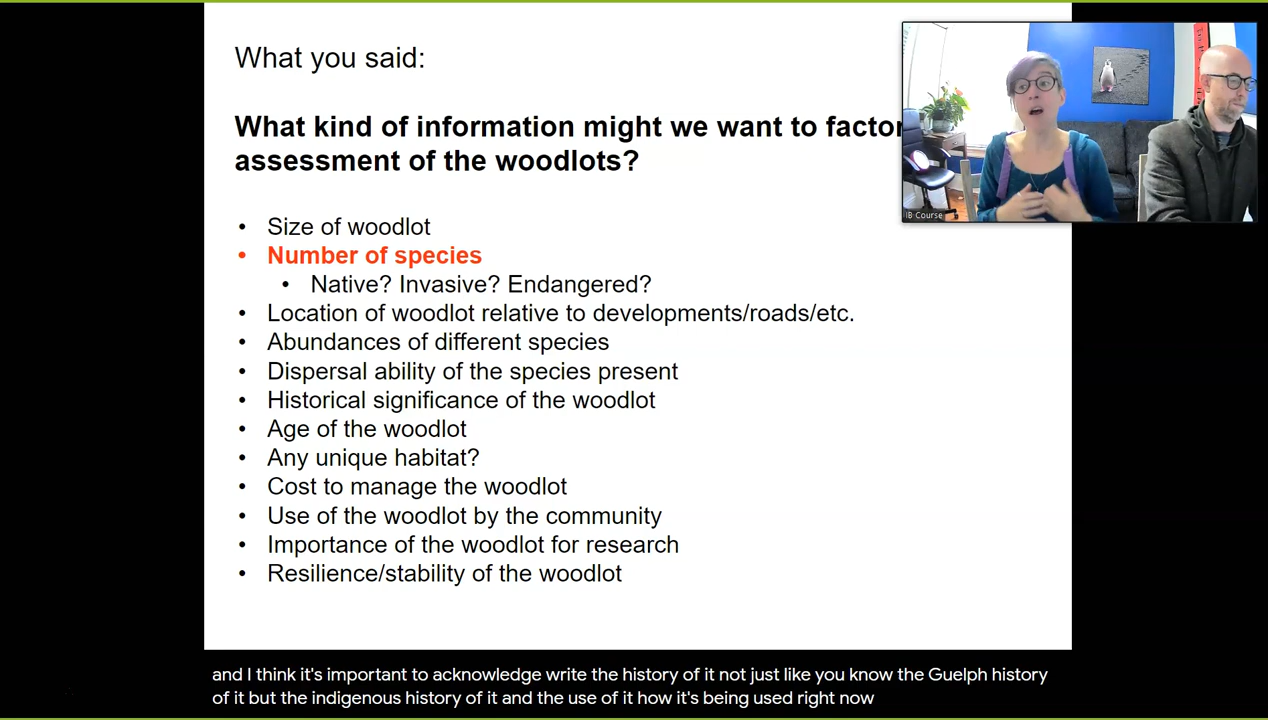 What you said:
What kind of information might we want to factor
assessment of the woodlots?
• Size of woodlot
• Number of species
• Native? Invasive? Endangered?
• Location of woodlot relative to developments/roads/etc.
• Abundances of different species
• Dispersal ability of the species present
• Historical significance of the woodlot
• Age of the woodlot
• Any unique habitat?
• Cost to manage the woodlot
• Use of the woodlot by the community
• Importance of the woodlot for research
• Resilience/stability of the woodlot
IB Course
and I think it's important to acknowledge write the history of it not just like you know the Guelph history
of it but the indigenous history of it and the use of it how it's being used right now